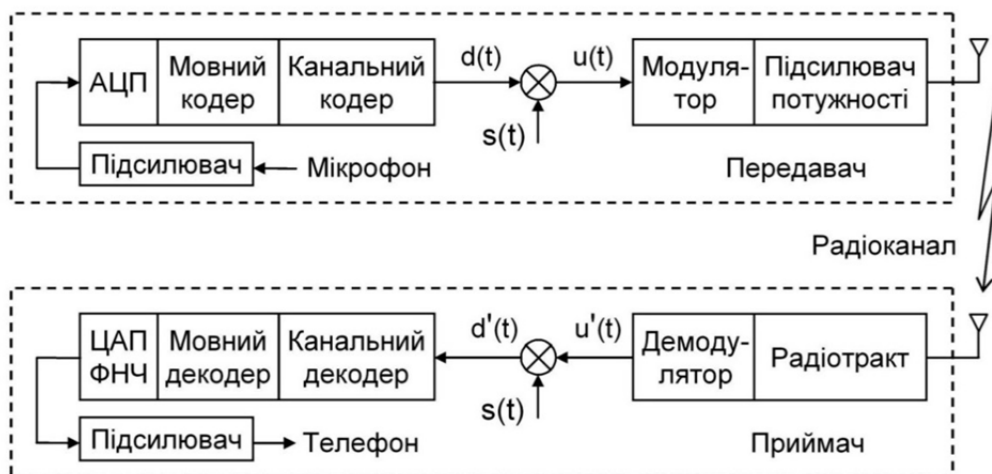 АЦП
Мовний
кодер
Канальний
кодер
d(t)
u(t)
s(t)
Модуля-
тор
Підсилювач
потужності
Підсилювач
Мікрофон
Передавач
Радіоканал
ЦАП
ФНЧ
Мовний
декодер
Канальний
декодер
d'(t)
u'(t)
s(t)
Демоду-
лятор
Радіотракт
Підсилювач
Телефон
Приймач